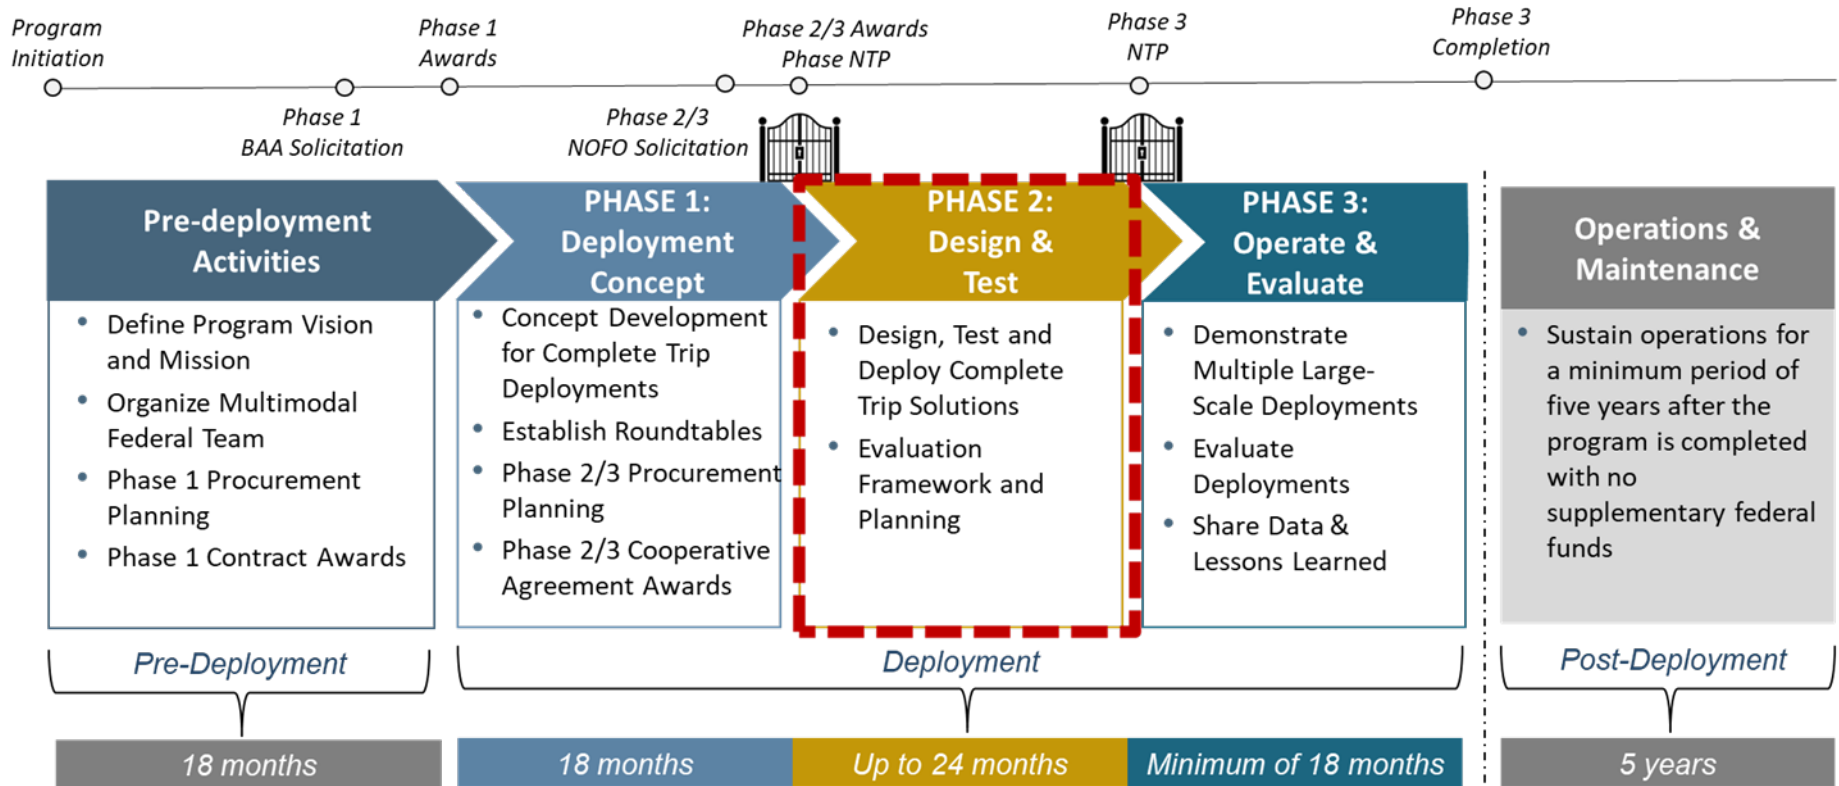 Program
Initiation
Phase 1
Awards
Phase 2/3 Awards
Phase NTP
Phase 3
NTP
Phase 3
Completion
Phase 1
BAA Solicitation
Phase 2/3
NOFO Solicitation
Pre-deployment
Activities
• Define Program Vision
and Mission
• Organize Multimodal
Federal Team
• Phase 1 Procurement
Planning
• Phase 1 Contract Awards
PHASE 1:
Deployment
Concept
• Concept Development
for Complete Trip
Deployments
• Establish Roundtables
• Phase 2/3 Procurement
Planning
• Phase 2/3 Cooperative
Agreement Awards
PHASE 2:
Design &
Test
• Design, Test and
Deploy Complete
Trip Solutions
• Evaluation
Framework and
Planning
PHASE 3:
Operate &
Evaluate
• Demonstrate
Multiple Large-
Scale Deployments
• Evaluate
Deployments
• Share Data &
Lessons Learned
Operations &
Maintenance
• Sustain operations for
a minimum period of
five years after the
program is completed
with no
supplementary federal
funds
Pre-Deployment
Deployment
Post-Deployment
18 months
18 months
Up to 24 months
Minimum of 18 months
5 years